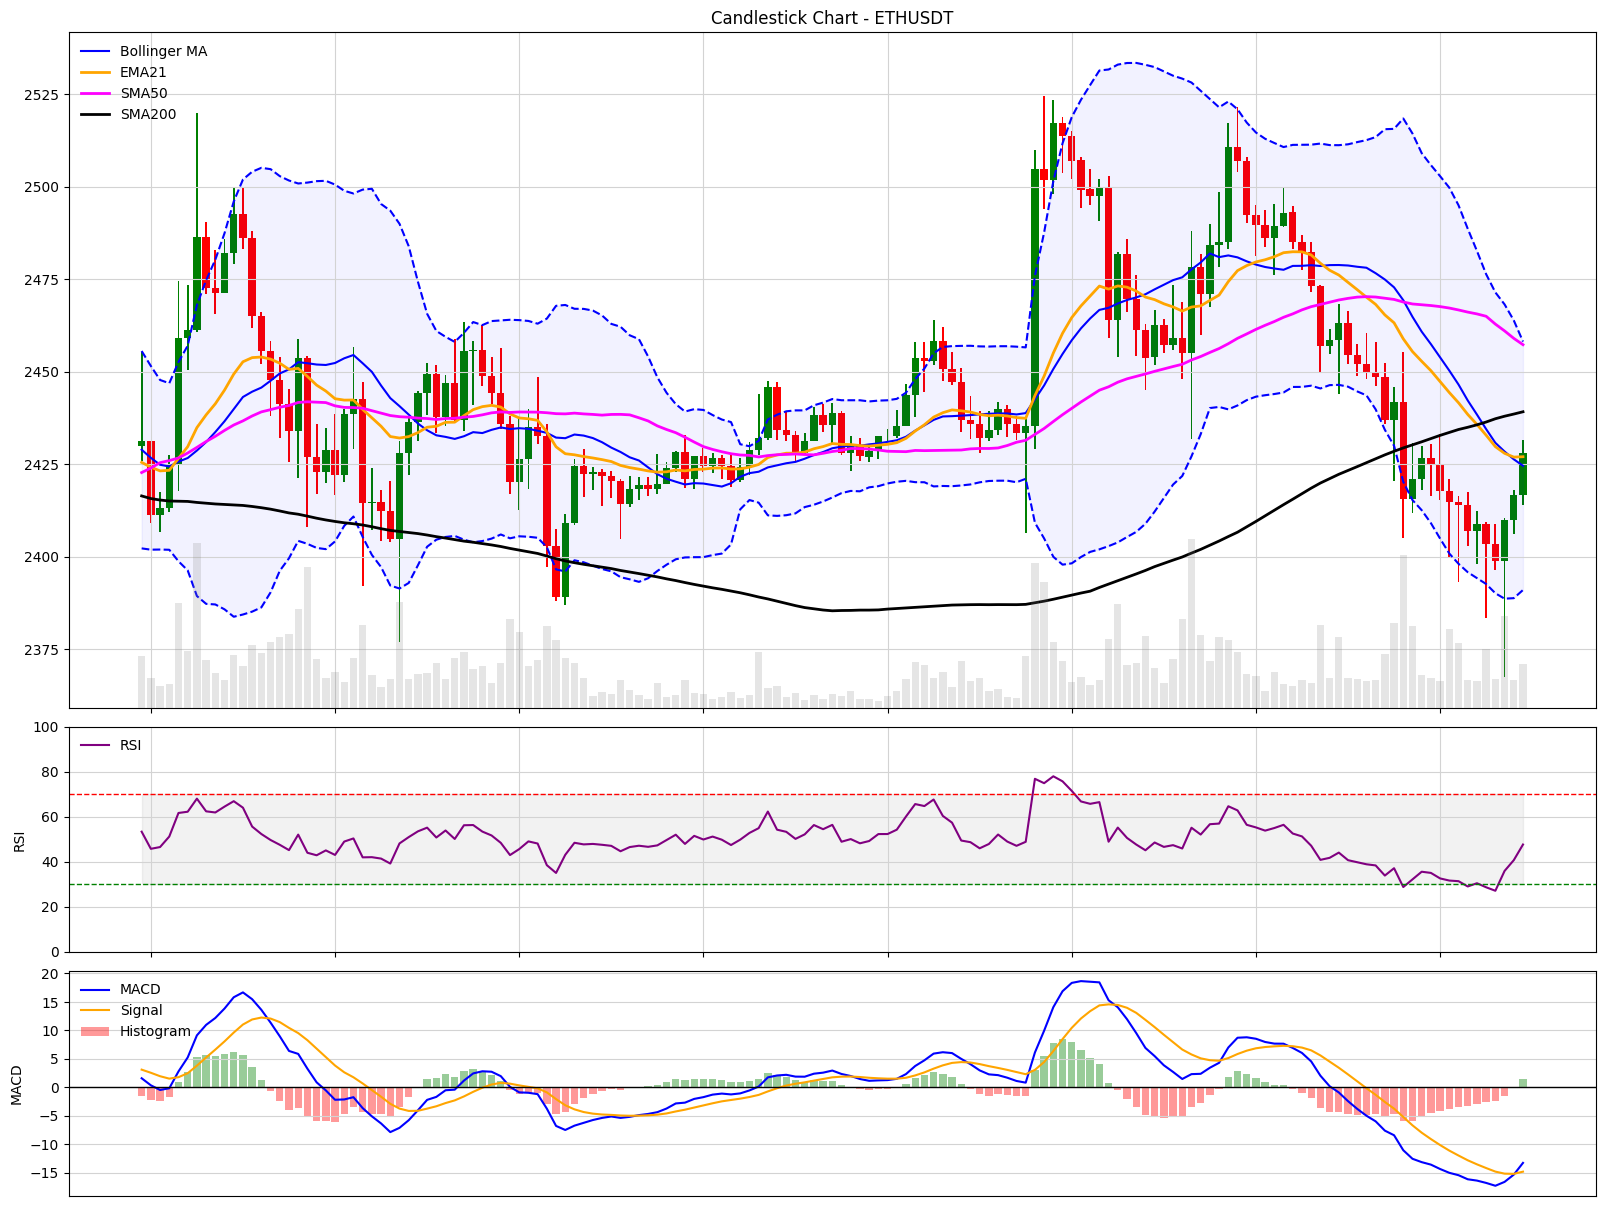 Candlestick Chart - ETHUSDT
Bollinger MA
EMA21
SMA50
SMA200
2525
2500
2475
2450
2425
2400
2375
RSI
100
80
60
40
20
0
RSI
MACD
Signal
Histogram
20
15
10
5
0
−5
−10
−15
MACD